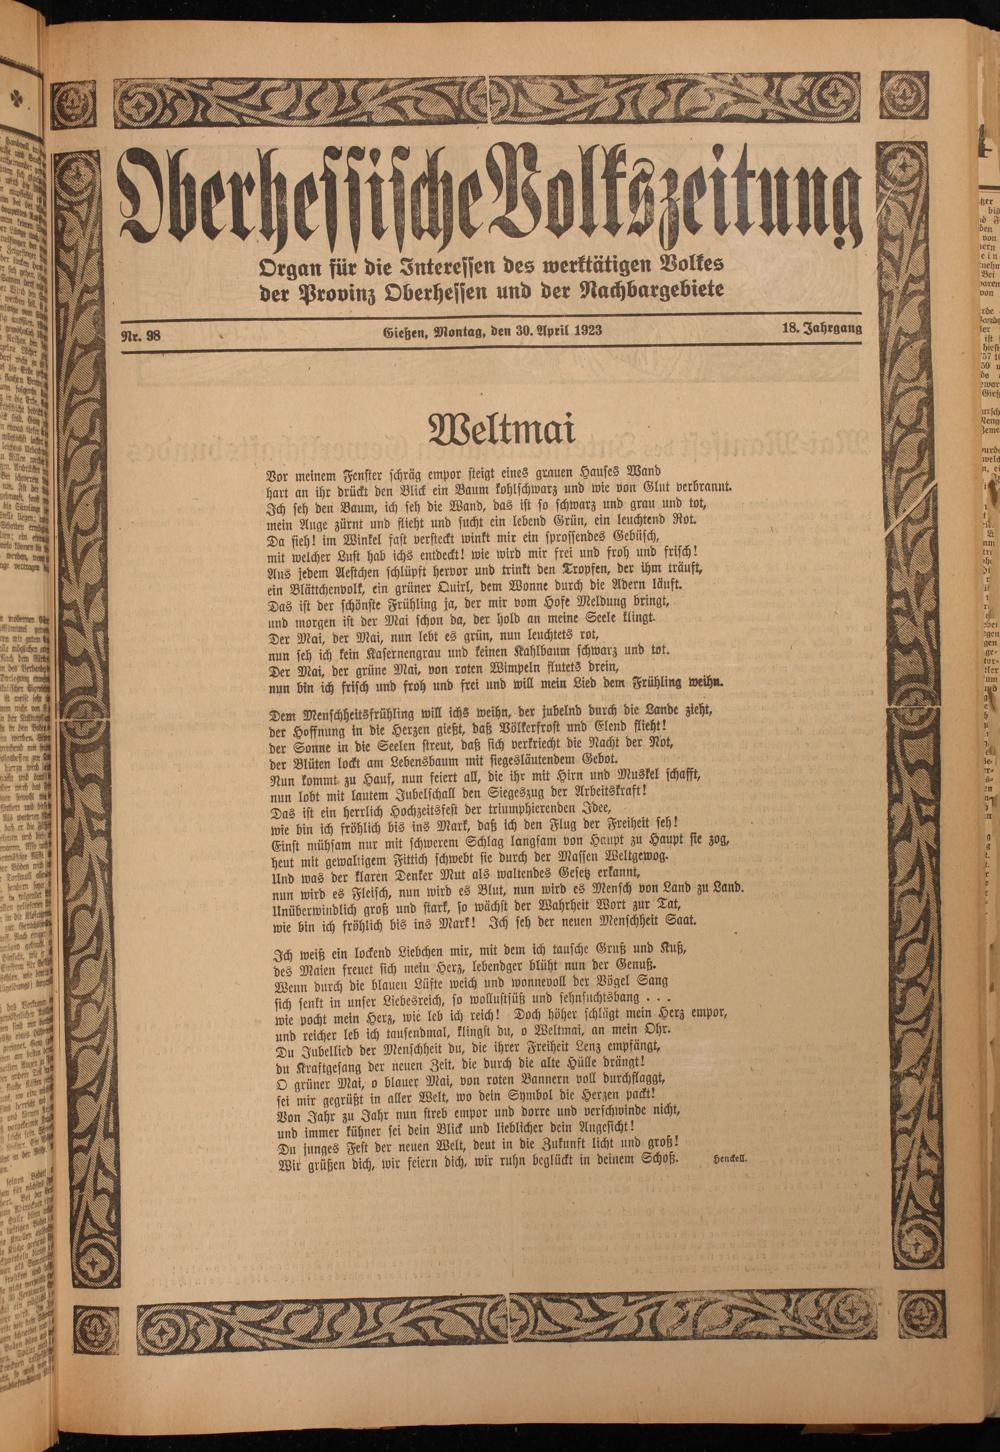 Oberhessische Volkszeitung
Organ für die Interessen des werktätigen Volkes
der Provinz Oberhessen und der Nachbargebiete
Nr. 98 Gießen, Montag, den 30. April 1923 18. Jahrgang
Weltmai
Vor meinem Fenster schräg empor steigt eines grauen Hauses Wand
hart an ihr drückt den Blick ein Baum kohlschwarz und wie von Glut verbrannt.
Ich seh den Baum, ich seh die Wand, das ist so schwarz und grau und tot,
mein Auge zürnt und flieht und sucht ein lebend Grün, ein leuchtend Rot.
Da sieh! im Winkel fast versteckt winkt mir ein sprossendes Gebüsch,
mit welcher Lust hab ichs entdeckt! wie wird mir frei und froh und frisch!
Aus jedem Aestchen schlüpft hervor und trinkt den Tropfen, der ihm träuft,
ein Blättchenvolk, ein grüner Quirl, dem Wonne durch die Adern läuft.
Das ist der schönste Frühling ja, der mir vom Hofe Meldung bringt,
und morgen ist der Mai schon da, der hold an meine Seele klingt.
Der Mai, der Mai, nun lebt es grün, nun leuchtets rot,
nun seh ich kein Kasernengrau und keinen Kahlbaum schwarz und tot.
Der Mai, der grüne Mai, von roten Wimpeln flutets drein,
nun bin ich frisch und froh und frei und will mein Lied dem Frühling weihn.
Dem Menschheitsfrühling will ichs weihn, der jubelnd durch die Lande zieht,
der Hoffnung in die Herzen gießt, daß Völkerfrost und Elend flieht!
der Sonne in die Seelen streut, daß sich verkriecht die Nacht der Not,
der Blüten lockt am Lebensbaum mit siegesläutendem Gebot.
Nun kommt zu Hauf, nun feiert all, die ihr mit Hirn und Muskel schafft,
nun lobt mit lautem Jubelschall den Siegeszug der Arbeitskraft!
Das ist ein herrlich Hochzeitsfest der triumphierenden Idee,
wie bin ich fröhlich bis ins Mark, daß ich den Flug der Freiheit seh!
Einst mühsam nur mit schwerem Schlag langsam von Haupt zu Haupt sie zog,
heut mit gewaltigem Fittich schwebt sie durch der Massen Weltgewog.
Und was der klaren Denker Mut als waltendes Gesetz erkannt,
nun wird es Fleisch, nun wird es Blut, nun wird es Mensch von Land zu Land.
Unüberwindlich groß und stark, so wächst der Wahrheit Wort zur Tat,
wie bin ich fröhlich bis ins Mark! Ich seh der neuen Menschheit Saat.
Ich weiß ein lockend Liebchen mir, mit dem ich tausche Gruß und Kuß,
des Maien freuet sich mein Herz, lebendger blüht nun der Genuß.
Wenn durch die blauen Lüfte weich und wonnevoll der Vögel Sang
sich senkt in unser Liebesreich, so wollustsüß und sehnsuchtsbang . . .
wie pocht mein Herz, wie leb ich reich! Doch höher schlägt mein Herz empor,
und reicher leb ich tausendmal, klingst du, o Weltmai, an mein Ohr.
Du Jubellied der Menschheit du, die ihrer Freiheit Lenz empfängt,
du Kraftgesang der neuen Zeit, die durch die alte Hülle drängt!
O grüner Mai, o blauer Mai, von roten Bannern voll durchflaggt,
sei mir gegrüßt in aller Welt, wo dein Symbol die Herzen packt!
Von Jahr zu Jahr nun streb empor und dorre und verschwinde nicht,
und immer kühner sei dein Blick und lieblicher dein Angesicht!
Du junges Fest der neuen Welt, deut in die Zukunft licht und groß!
Wir grüßen dich, wir feiern dich, wir ruhn beglückt in deinem Schoß. Henckell.